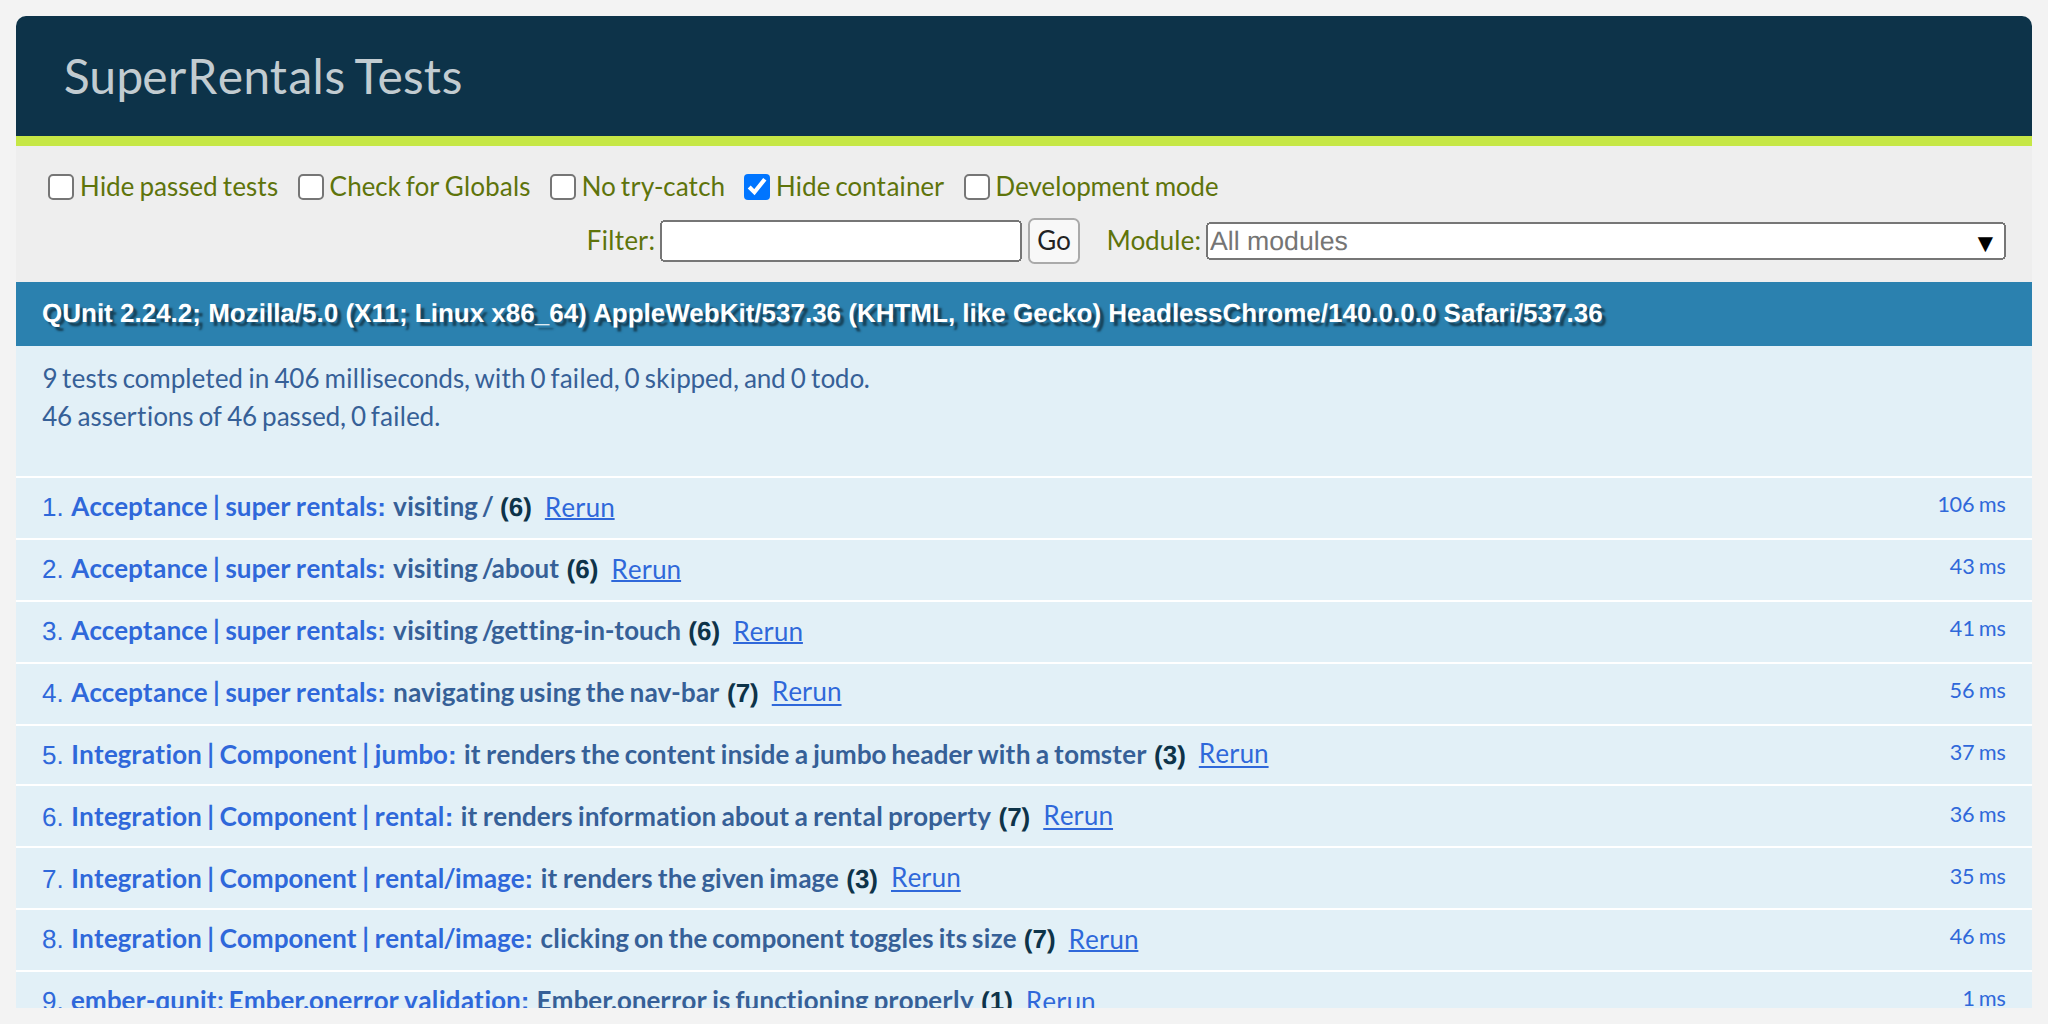 SuperRentals Tests
Hide passed tests Check for Globals No try-catch Hide container Development mode
Filter: Go Module: All modules ▼
QUnit 2.24.2; Mozilla/5.0 (X11; Linux x86_64) AppleWebKit/537.36 (KHTML, like Gecko) HeadlessChrome/140.0.0.0 Safari/537.36
9 tests completed in 406 milliseconds, with 0 failed, 0 skipped, and 0 todo.
46 assertions of 46 passed, 0 failed.
1. Acceptance | super rentals: visiting / (6) Rerun 106 ms
2. Acceptance | super rentals: visiting /about (6) Rerun 43 ms
3. Acceptance | super rentals: visiting /getting-in-touch (6) Rerun 41 ms
4. Acceptance | super rentals: navigating using the nav-bar (7) Rerun 56 ms
5. Integration | Component | jumbo: it renders the content inside a jumbo header with a tomster (3) Rerun 37 ms
6. Integration | Component | rental: it renders information about a rental property (7) Rerun 36 ms
7. Integration | Component | rental/image: it renders the given image (3) Rerun 35 ms
8. Integration | Component | rental/image: clicking on the component toggles its size (7) Rerun 46 ms
9. ember-qunit: Ember.onerror validation: Ember.onerror is functioning properly (1) Rerun 1 ms